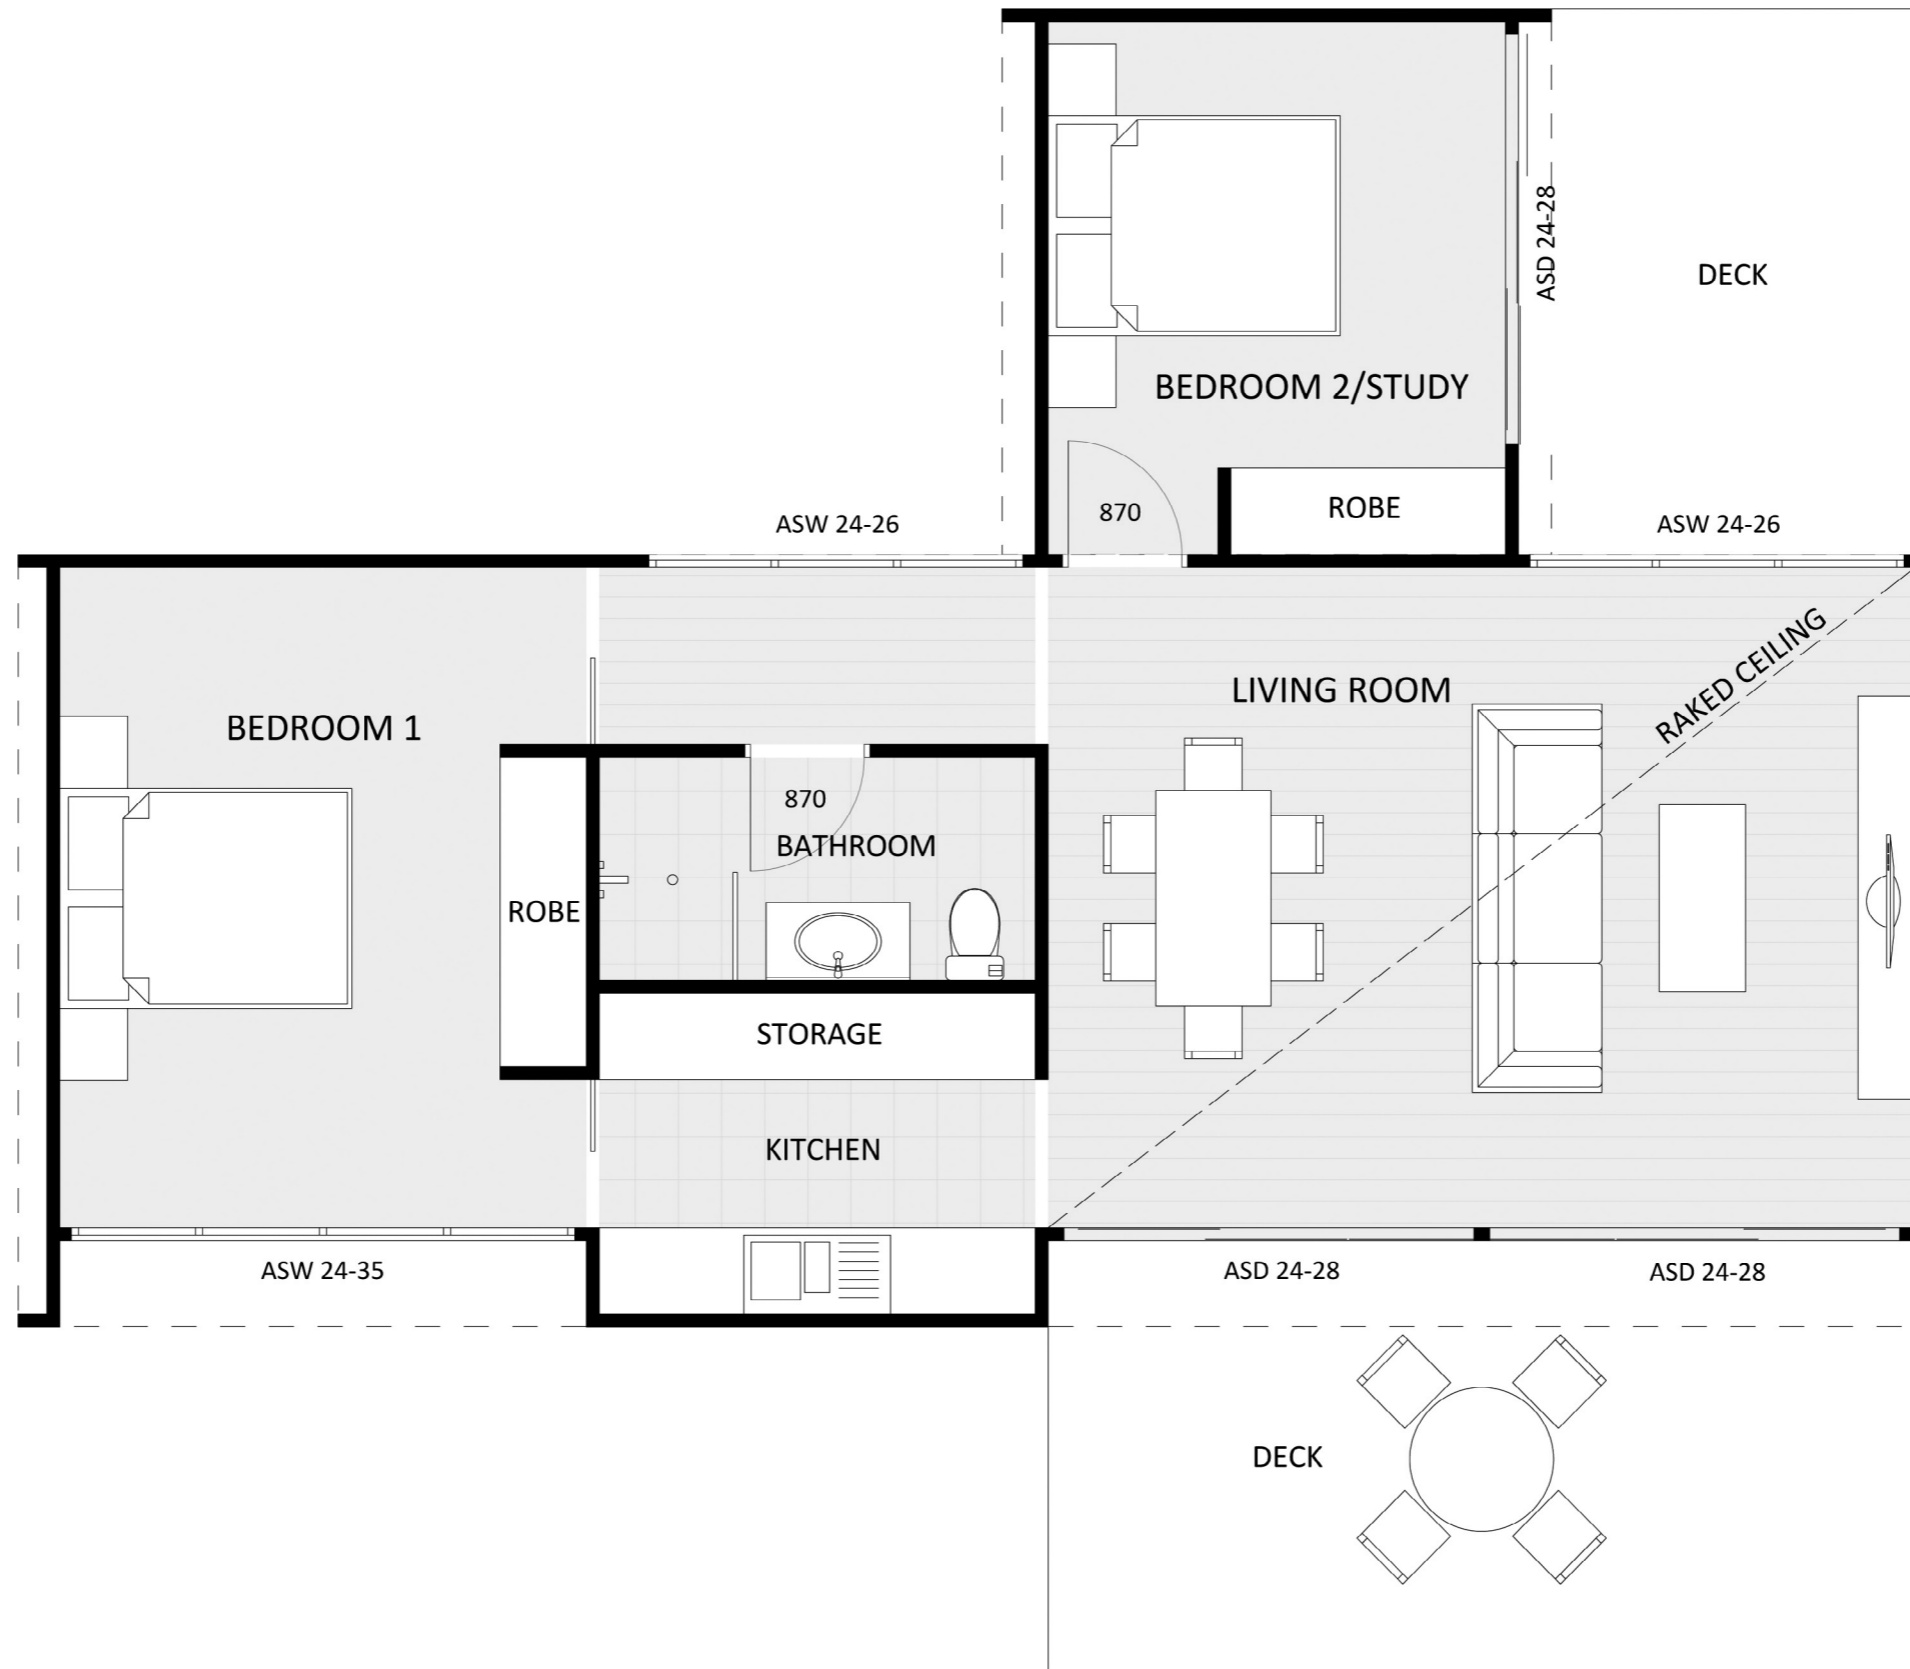 DECK
ASD 24-28
BEDROOM 2/STUDY
ROBE
870
ASW 24-26
ASW 24-26
RAKED CEILING
LIVING ROOM
BEDROOM 1
870
BATHROOM
ROBE
STORAGE
KITCHEN
ASW 24-35
ASD 24-28
ASD 24-28
DECK